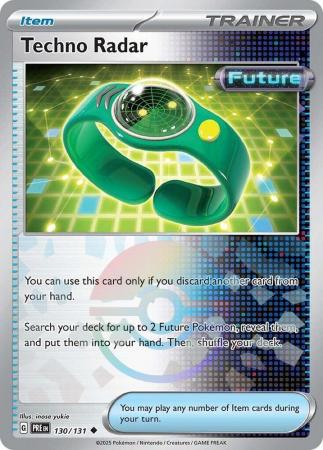 Item
TRAINER
Techno Radar
Future
You can use this card only if you discard another card from
your hand.
Search your deck for up to 2 Future Pokémon, reveal them,
and put them into your hand. Then, shuffle your deck.
Illus. inose yukie
G PRE EN 130/131 ◆
You may play any number of Item cards during
your turn.
©2025 Pokémon / Nintendo / Creatures / GAME FREAK